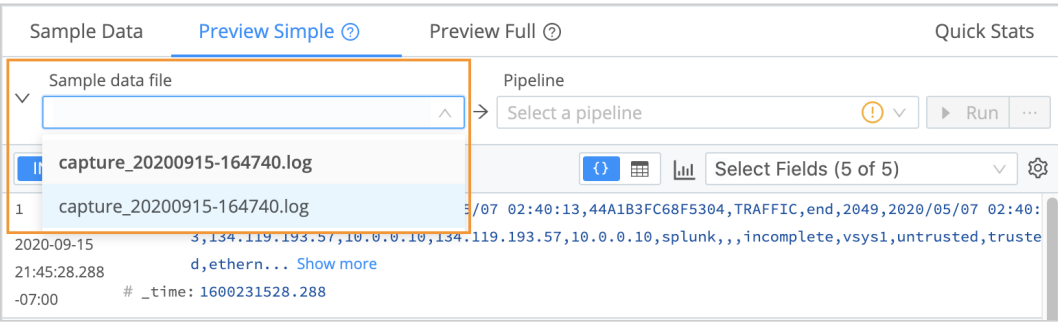 Sample Data Preview Simple Preview Full Quick Stats
Sample data file Pipeline
Select a pipeline Run
capture_20200915-164740.log
{} Select Fields (5 of 5)
capture_20200915-164740.log
1 /07 02:40:13,44A1B3FC68F5304,TRAFFIC,end,2049,2020/05/07 02:40:
2020-09-15 3,134.119.193.57,10.0.0.10,134.119.193.57,10.0.0.10,splunk,,,incomplete,vsys1,untrusted,truste
21:45:28.288 d,ethern... Show more
-07:00 # _time: 1600231528.288